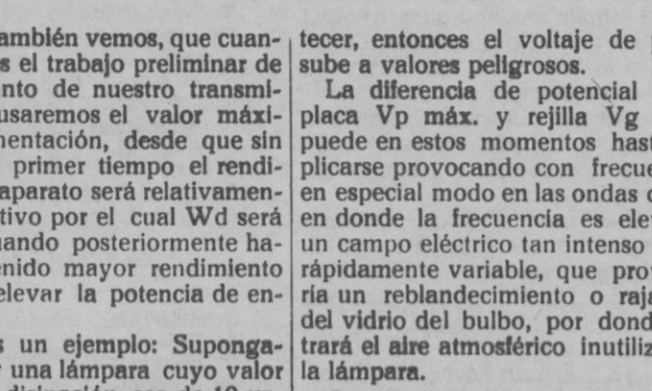 ambién vemos, que cuan-
s el trabajo preliminar de
nto de nuestro transmi-
usaremos el valor máxi-
mentación, desde que sin
primer tiempo el rendi-
aparato será relativamen-
tivo por el cual Wd será
uando posteriormente ha-
enido mayor rendimiento
elevar la potencia de en-
s un ejemplo: Suponga-
una lámpara cuyo valor
tecer, entonces el voltaje de
sube a valores peligrosos.
La diferencia de potencial
placa Vp máx. y rejilla Vg
puede en estos momentos hast
plicarse provocando con frecue
en especial modo en las ondas c
en donde la frecuencia es elev
un campo eléctrico tan intenso
rápidamente variable, que prov
ría un reblandecimiento o raja
del vidrio del bulbo, por dond
trará el aire atmosférico inutiliz
la lámpara.